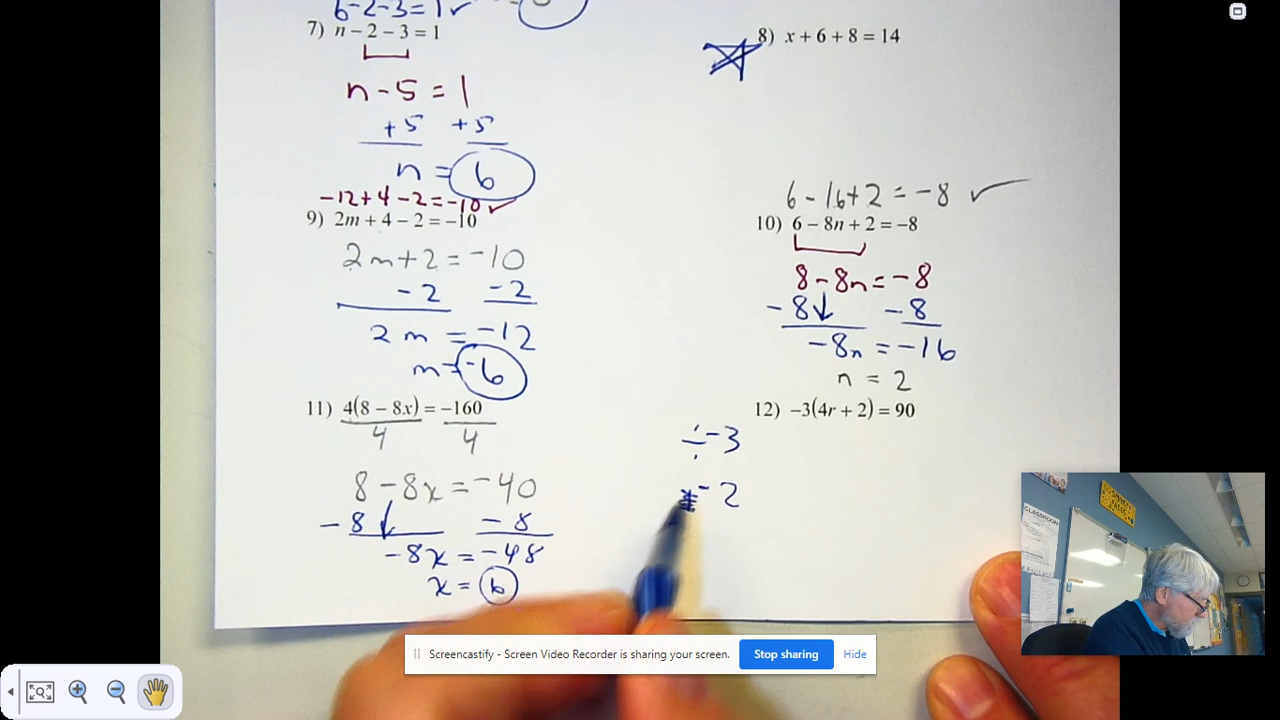 6-2-3=1 ✓
7) n − 2 − 3 = 1
n - 5 = 1
+5 +5
n = 6
8) x + 6 + 8 = 14
-12+4-2=-10 ✓
9) 2m + 4 − 2 = −10
2m+2 = -10
-2 -2
2m = -12
m = -6
6 - 16+2 = -8 ✓
10) 6 − 8n + 2 = −8
8 - 8n = -8
-8↓ -8
-8n = -16
n = 2
11) 4(8 − 8x) = −160
4 4
8 - 8x = -40
-8↓ -8
-8x = -48
x = 6
12) −3(4r + 2) = 90
÷-3
-2
CLASSROOM
Screencastify - Screen Video Recorder is sharing your screen.
Stop sharing
Hide